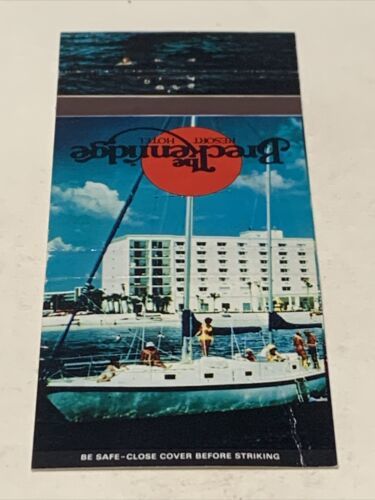 The
Breckenridge
RESORT HOTEL
BE SAFE-CLOSE COVER BEFORE STRIKING